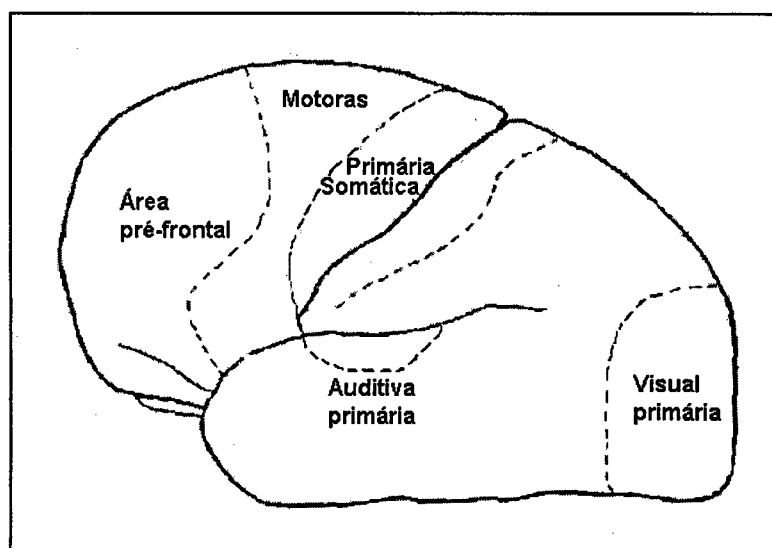 Motoras
Primária
Somática
Área
pré-frontal
Auditiva
primária
Visual
primária